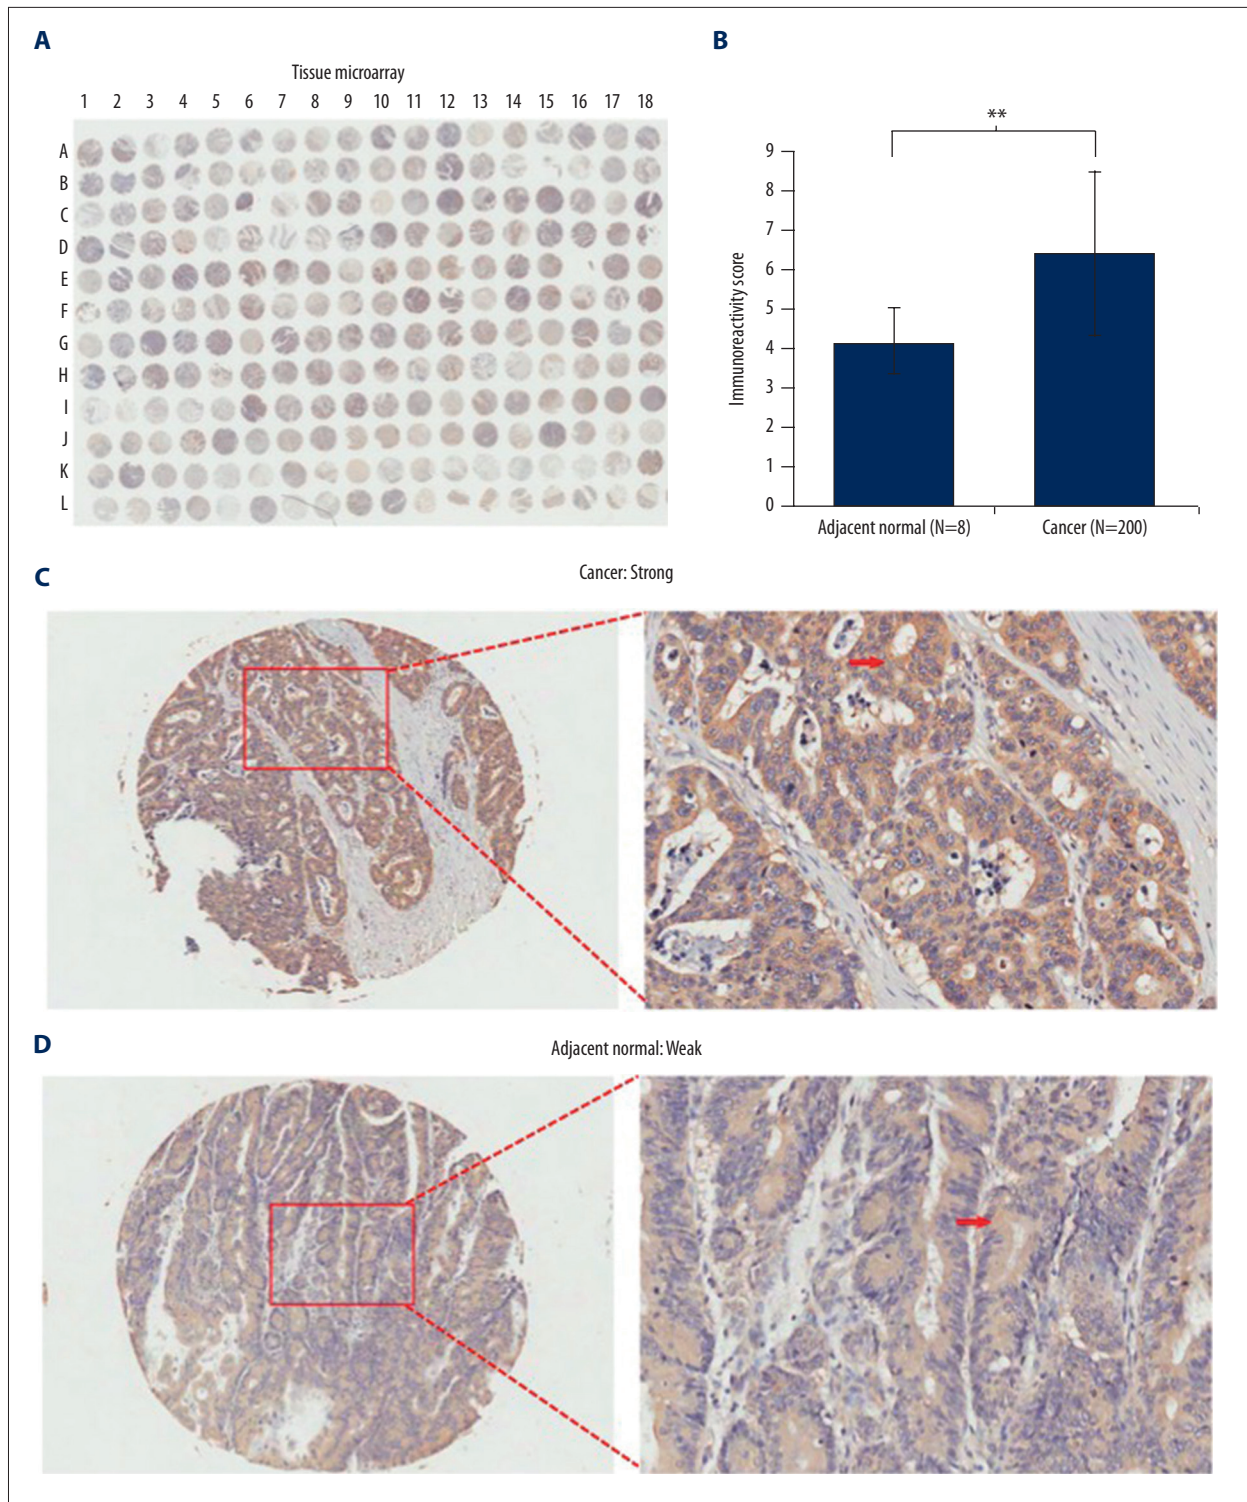 A
Tissue microarray
1 2 3 4 5 6 7 8 9 10 11 12 13 14 15 16 17 18
A
B
C
D
E
F
G
H
I
J
K
L
B
**
9
8
7
6
5
4
3
2
1
0
Immunoreactivity score
Adjacent normal (N=8) Cancer (N=200)
C
Cancer: Strong
D
Adjacent normal: Weak